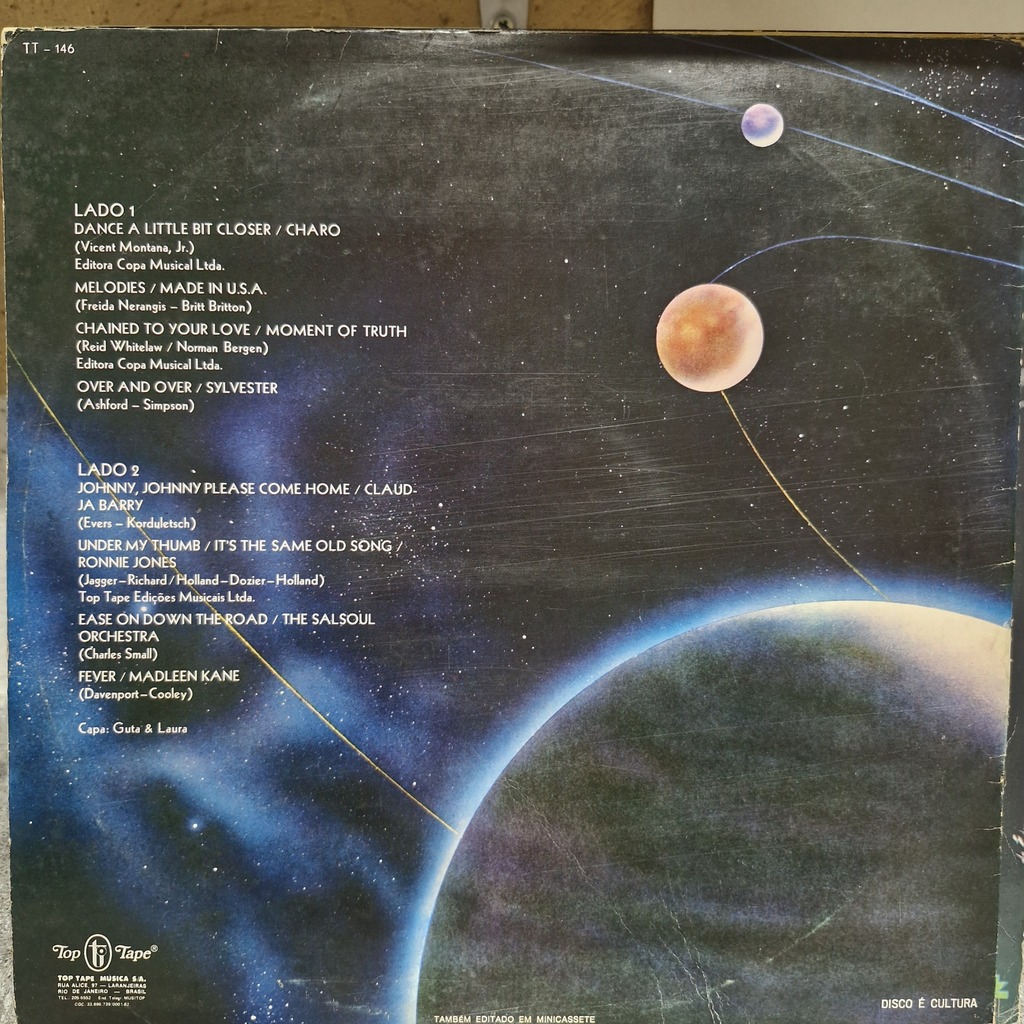 TT - 146
LADO 1
DANCE A LITTLE BIT CLOSER / CHARO
(Vicent Montana, Jr.)
Editora Copa Musical Ltda.
MELODIES / MADE IN U.S.A.
(Freida Nerangis – Britt Britton)
CHAINED TO YOUR LOVE / MOMENT OF TRUTH
(Reid Whitelaw / Norman Bergen)
Editora Copa Musical Ltda.
OVER AND OVER / SYLVESTER
(Ashford – Simpson)
LADO 2
JOHNNY, JOHNNY PLEASE COME HOME / CLAUD-
JA BARRY
(Evers – Korduletsch)
UNDER MY THUMB / IT'S THE SAME OLD SONG /
RONNIE JONES
(Jagger–Richard/Holland–Dozier–Holland)
Top Tape Edições Musicais Ltda.
EASE ON DOWN THE ROAD / THE SALSOUL
ORCHESTRA
(Charles Small)
FEVER / MADLEEN KANE
(Davenport–Cooley)
Capa: Guta & Laura
Top tt Tape®
TOP TAPE MUSICA S/A.
RUA ALICE, 97 — LARANJEIRAS
RIO DE JANEIRO — BRASIL
TAMBÉM EDITADO EM MINICASSETE
DISCO É CULTURA